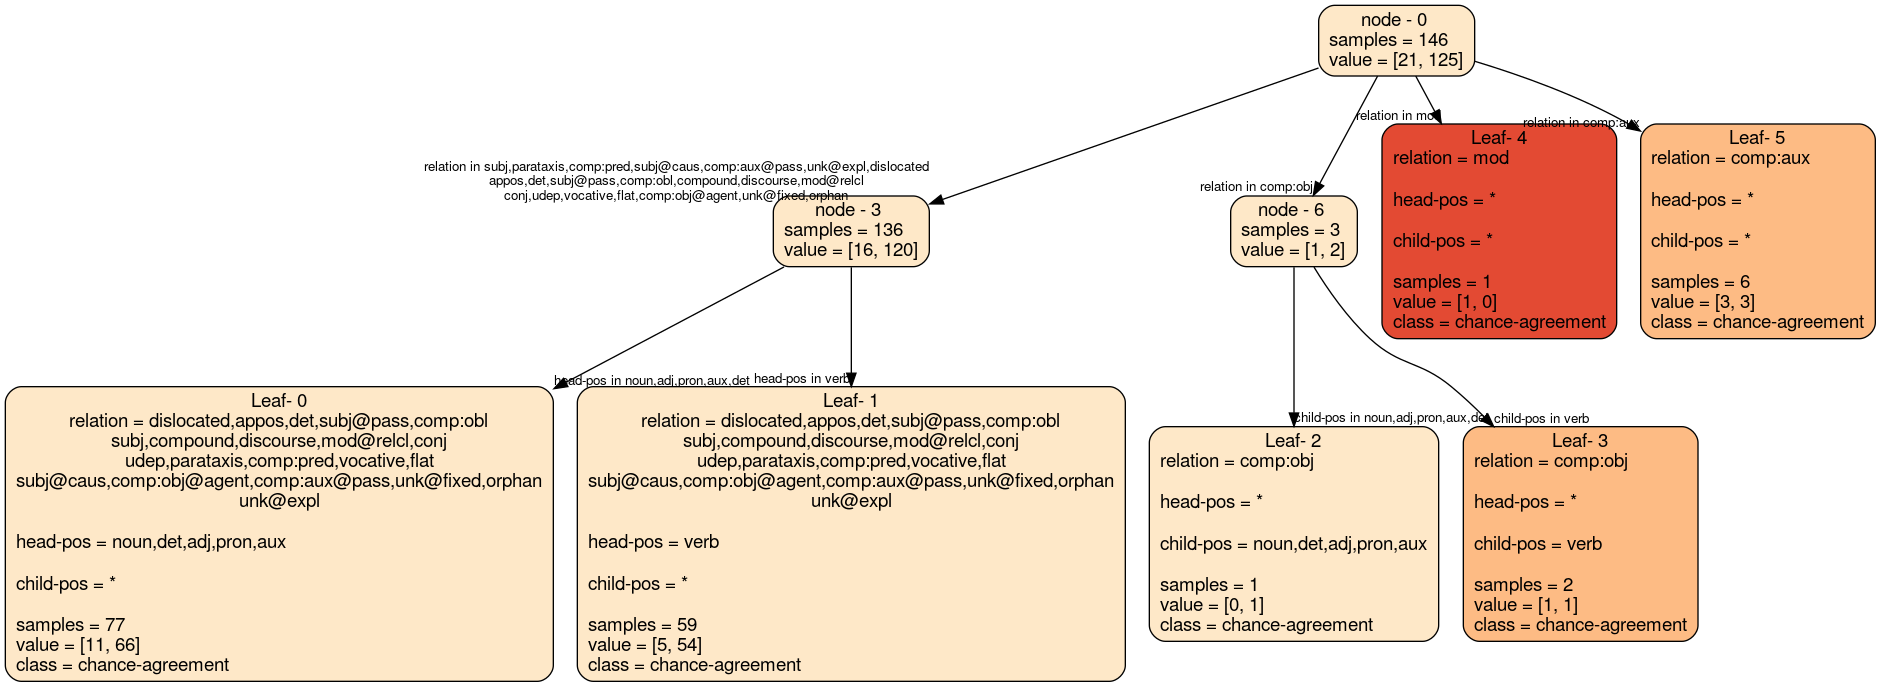 node - 0
samples = 146
value = [21, 125]
relation in subj,parataxis,comp:pred,subj@caus,comp:aux@pass,unk@expl,dislocated
appos,det,subj@pass,comp:obl,compound,discourse,mod@relcl
conj,udep,vocative,flat,comp:obj@agent,unk@fixed,orphan
relation in comp:obj
relation in mod
relation in comp:aux
node - 3
samples = 136
value = [16, 120]
node - 6
samples = 3
value = [1, 2]
Leaf- 4
relation = mod
head-pos = *
child-pos = *
samples = 1
value = [1, 0]
class = chance-agreement
Leaf- 5
relation = comp:aux
head-pos = *
child-pos = *
samples = 6
value = [3, 3]
class = chance-agreement
head-pos in noun,adj,pron,aux,det
head-pos in verb
child-pos in noun,adj,pron,aux,det
child-pos in verb
Leaf- 0
relation = dislocated,appos,det,subj@pass,comp:obl
subj,compound,discourse,mod@relcl,conj
udep,parataxis,comp:pred,vocative,flat
subj@caus,comp:obj@agent,comp:aux@pass,unk@fixed,orphan
unk@expl
head-pos = noun,det,adj,pron,aux
child-pos = *
samples = 77
value = [11, 66]
class = chance-agreement
Leaf- 1
relation = dislocated,appos,det,subj@pass,comp:obl
subj,compound,discourse,mod@relcl,conj
udep,parataxis,comp:pred,vocative,flat
subj@caus,comp:obj@agent,comp:aux@pass,unk@fixed,orphan
unk@expl
head-pos = verb
child-pos = *
samples = 59
value = [5, 54]
class = chance-agreement
Leaf- 2
relation = comp:obj
head-pos = *
child-pos = noun,det,adj,pron,aux
samples = 1
value = [0, 1]
class = chance-agreement
Leaf- 3
relation = comp:obj
head-pos = *
child-pos = verb
samples = 2
value = [1, 1]
class = chance-agreement